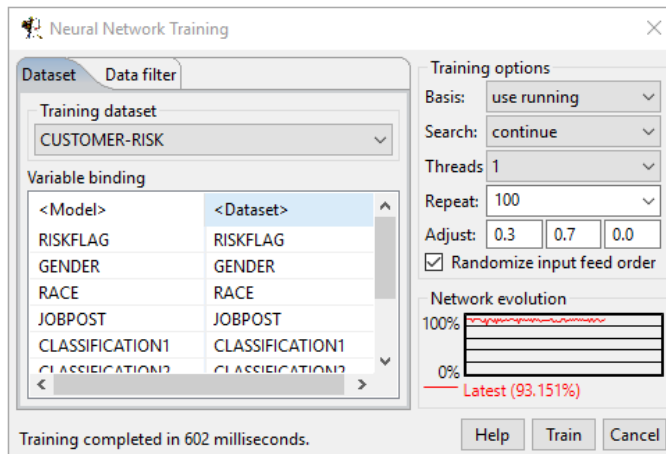 Neural Network Training
Dataset
Data filter
Training dataset
CUSTOMER-RISK
Variable binding
<Model> <Dataset>
RISKFLAG RISKFLAG
GENDER GENDER
RACE RACE
JOBPOST JOBPOST
CLASSIFICATION1 CLASSIFICATION1
CLASSIFICATION2 CLASSIFICATION2
Training completed in 602 milliseconds.
Training options
Basis: use running
Search: continue
Threads 1
Repeat: 100
Adjust: 0.3 0.7 0.0
Randomize input feed order
Network evolution
100%
0%
Latest (93.151%)
Help Train Cancel